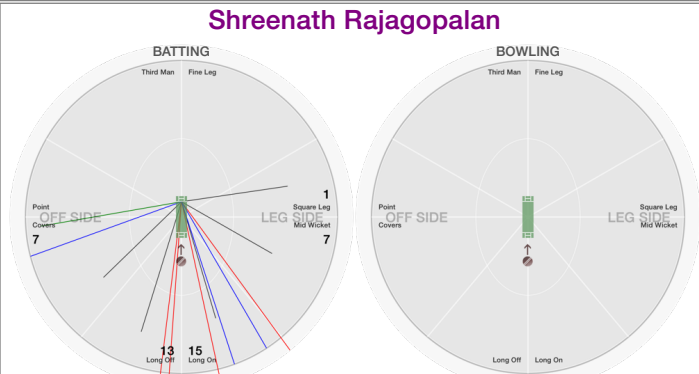 Shreenath Rajagopalan
BATTING
Third Man
Fine Leg
1
Point
Square Leg
OFF SIDE
LEG SIDE
Covers
Mid Wicket
7
7
13
15
Long Off
Long On
BOWLING
Third Man
Fine Leg
Point
Square Leg
OFF SIDE
LEG SIDE
Covers
Mid Wicket
Long Off
Long On